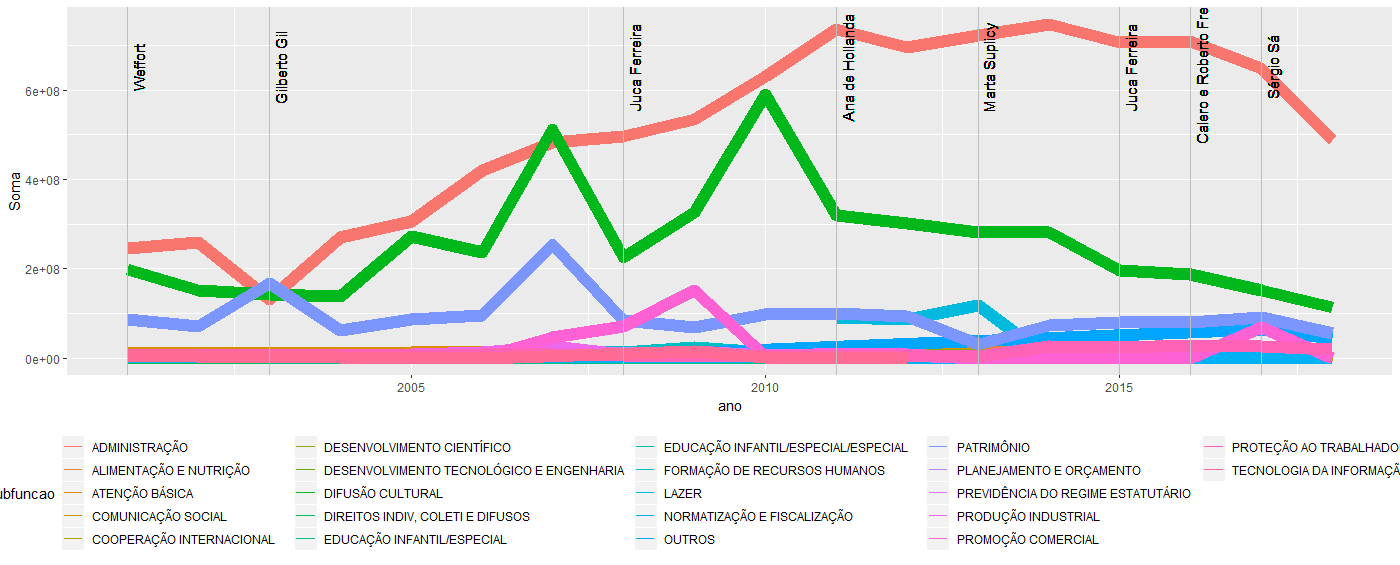 Weffort
Gilberto Gil
Juca Ferreira
Ana de Hollanda
Marta Suplicy
Juca Ferreira
Calero e Roberto Fre
Sérgio Sá
6e+08
4e+08
2e+08
0e+00
Soma
2005
2010
2015
ano
ubfuncao
ADMINISTRAÇÃO
ALIMENTAÇÃO E NUTRIÇÃO
ATENÇÃO BÁSICA
COMUNICAÇÃO SOCIAL
COOPERAÇÃO INTERNACIONAL
DESENVOLVIMENTO CIENTÍFICO
DESENVOLVIMENTO TECNOLÓGICO E ENGENHARIA
DIFUSÃO CULTURAL
DIREITOS INDIV, COLETI E DIFUSOS
EDUCAÇÃO INFANTIL/ESPECIAL
EDUCAÇÃO INFANTIL/ESPECIAL/ESPECIAL
FORMAÇÃO DE RECURSOS HUMANOS
LAZER
NORMATIZAÇÃO E FISCALIZAÇÃO
OUTROS
PATRIMÔNIO
PLANEJAMENTO E ORÇAMENTO
PREVIDÊNCIA DO REGIME ESTATUTÁRIO
PRODUÇÃO INDUSTRIAL
PROMOÇÃO COMERCIAL
PROTEÇÃO AO TRABALHADO
TECNOLOGIA DA INFORMAÇÃ